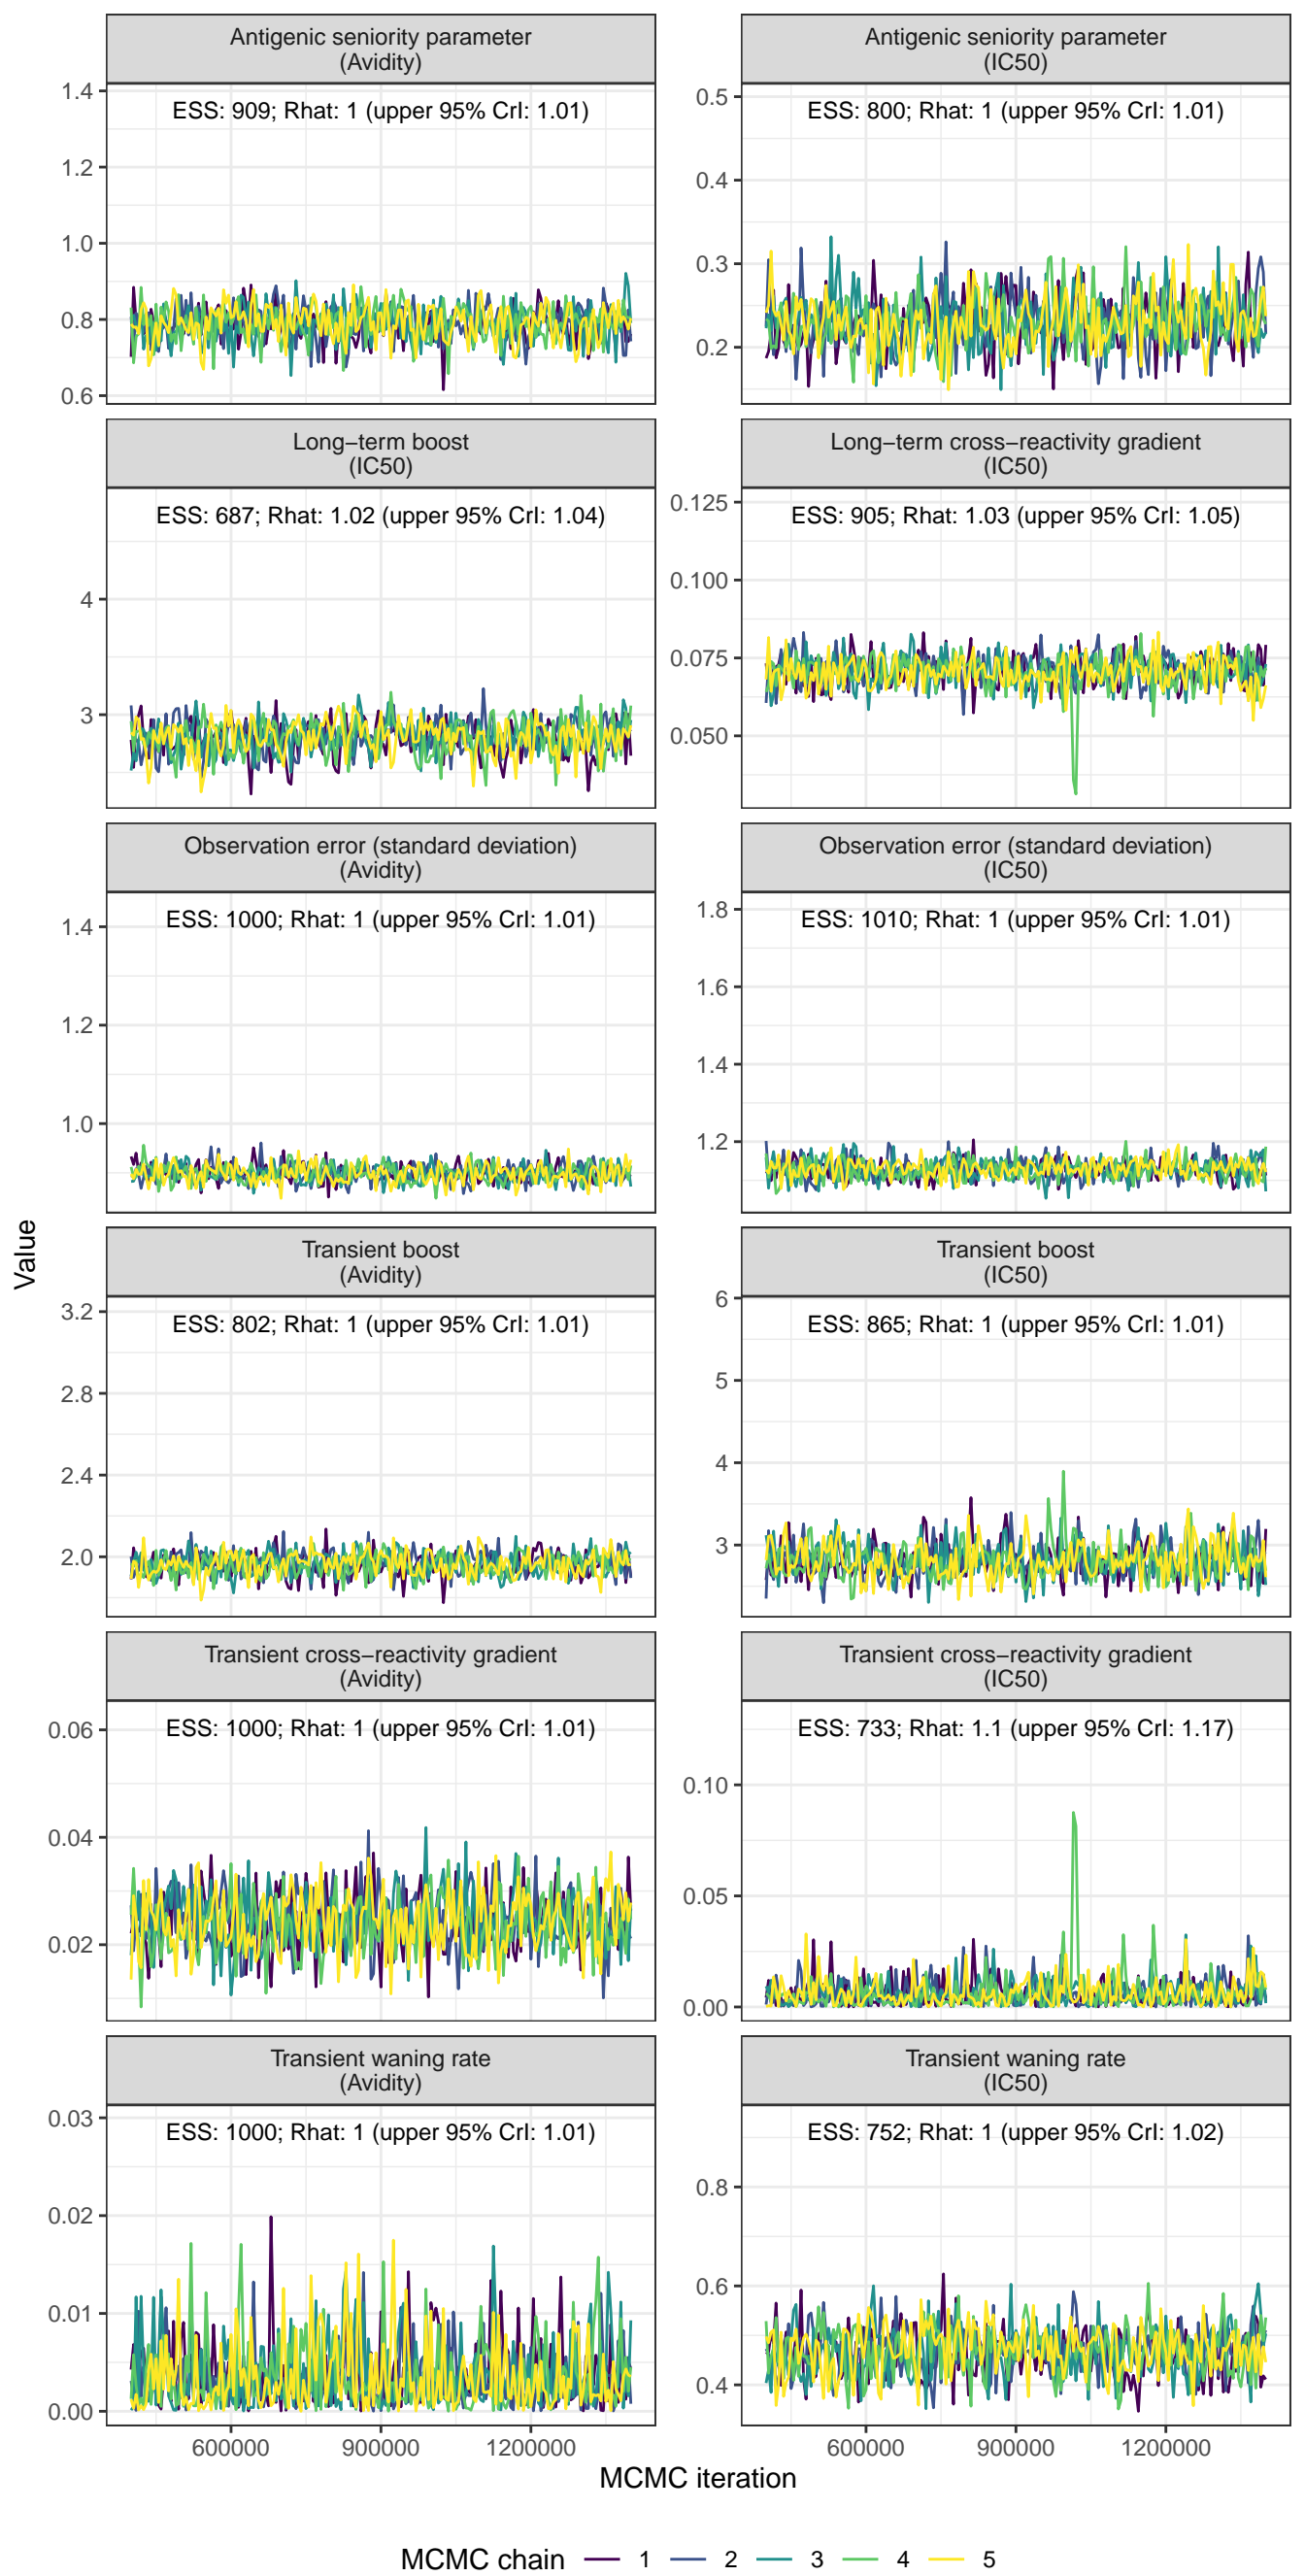 Antigenic seniority parameter
(Avidity)
ESS: 909; Rhat: 1 (upper 95% CrI: 1.01)
1.4
1.2
1.0
0.8
0.6
Antigenic seniority parameter
(IC50)
ESS: 800; Rhat: 1 (upper 95% CrI: 1.01)
0.5
0.4
0.3
0.2
Long−term boost
(IC50)
ESS: 687; Rhat: 1.02 (upper 95% CrI: 1.04)
4
3
Long−term cross−reactivity gradient
(IC50)
ESS: 905; Rhat: 1.03 (upper 95% CrI: 1.05)
0.125
0.100
0.075
0.050
Observation error (standard deviation)
(Avidity)
ESS: 1000; Rhat: 1 (upper 95% CrI: 1.01)
1.4
1.2
1.0
Observation error (standard deviation)
(IC50)
ESS: 1010; Rhat: 1 (upper 95% CrI: 1.01)
1.8
1.6
1.4
1.2
Value
Transient boost
(Avidity)
ESS: 802; Rhat: 1 (upper 95% CrI: 1.01)
3.2
2.8
2.4
2.0
Transient boost
(IC50)
ESS: 865; Rhat: 1 (upper 95% CrI: 1.01)
6
5
4
3
Transient cross−reactivity gradient
(Avidity)
ESS: 1000; Rhat: 1 (upper 95% CrI: 1.01)
0.06
0.04
0.02
Transient cross−reactivity gradient
(IC50)
ESS: 733; Rhat: 1.1 (upper 95% CrI: 1.17)
0.10
0.05
0.00
Transient waning rate
(Avidity)
ESS: 1000; Rhat: 1 (upper 95% CrI: 1.01)
0.03
0.02
0.01
0.00
Transient waning rate
(IC50)
ESS: 752; Rhat: 1 (upper 95% CrI: 1.02)
0.8
0.6
0.4
600000 900000 1200000
600000 900000 1200000
MCMC iteration
MCMC chain 1 2 3 4 5